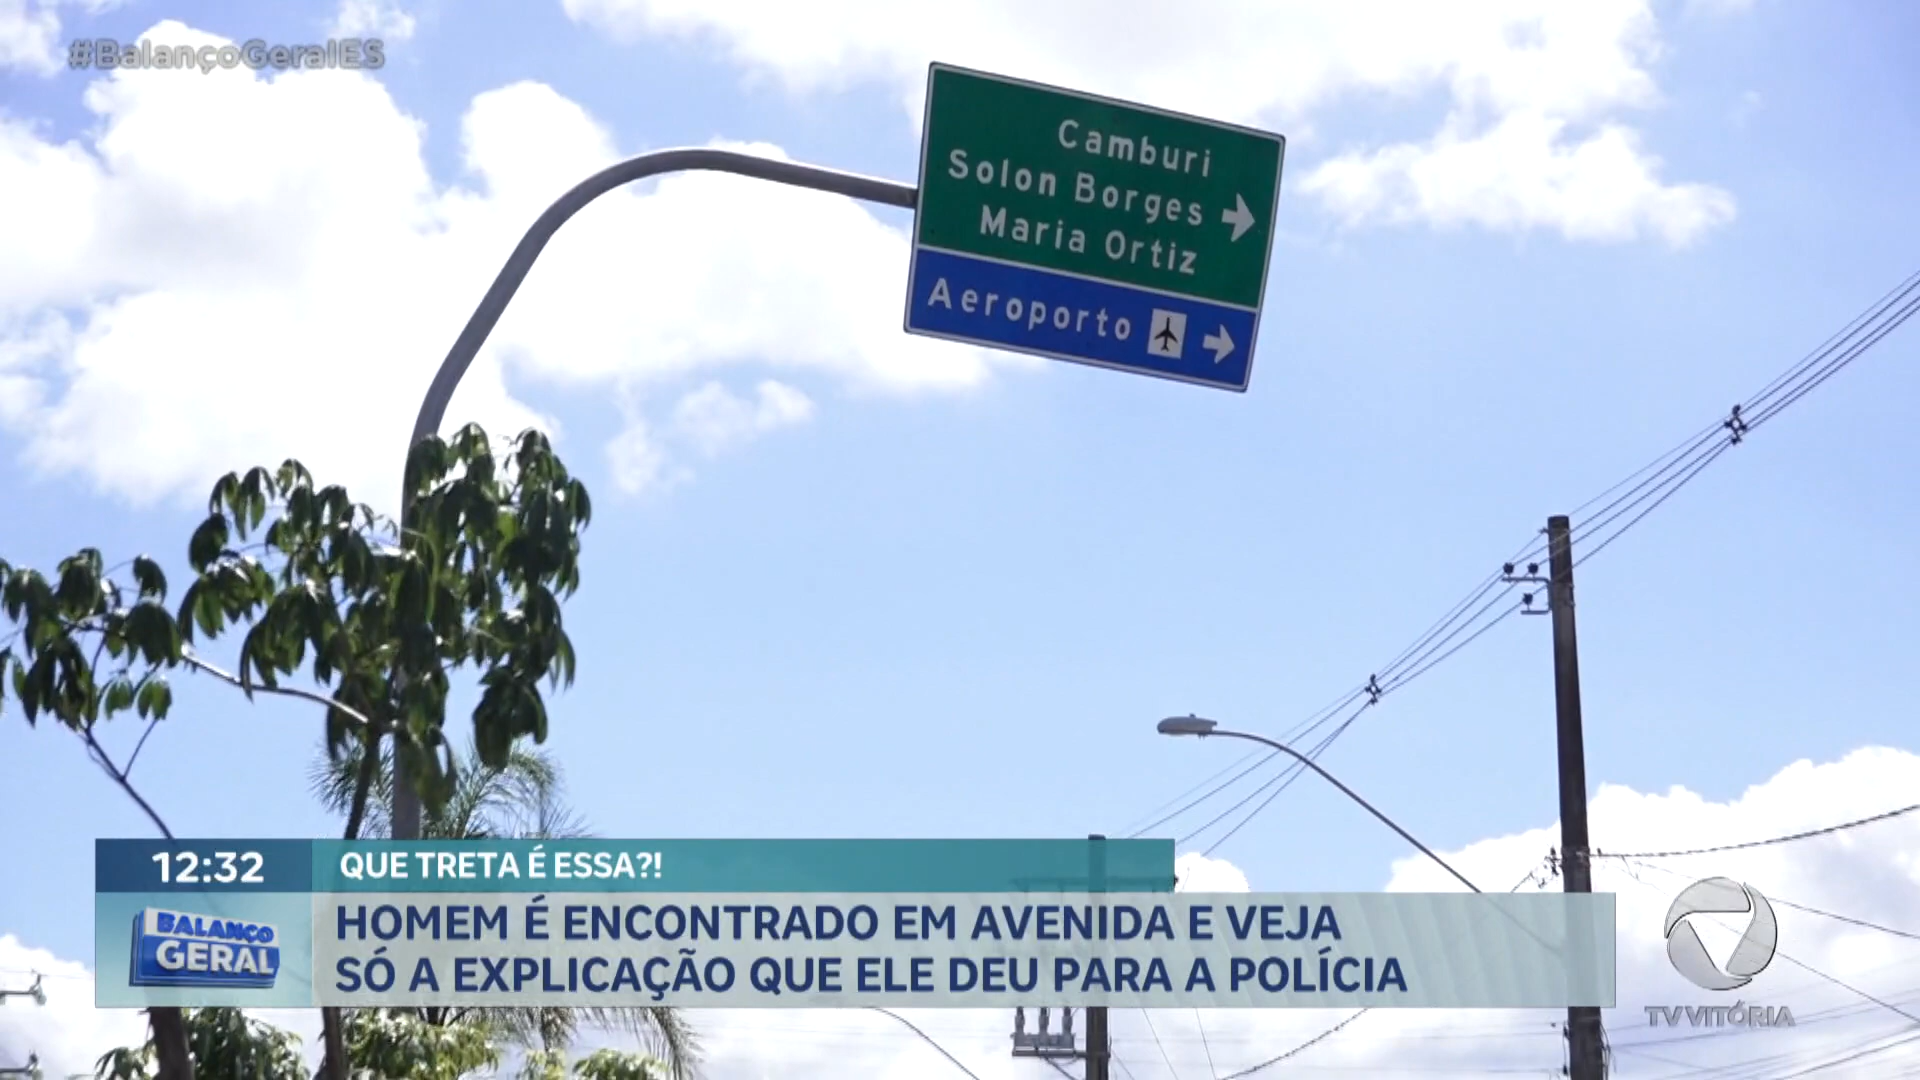 #BalançoGeralES
Camburi
Solon Borges
Maria Ortiz
Aeroporto
12:32
QUE TRETA É ESSA?!
BALANÇO
GERAL
HOMEM É ENCONTRADO EM AVENIDA E VEJA
SÓ A EXPLICAÇÃO QUE ELE DEU PARA A POLÍCIA
TV VITÓRIA